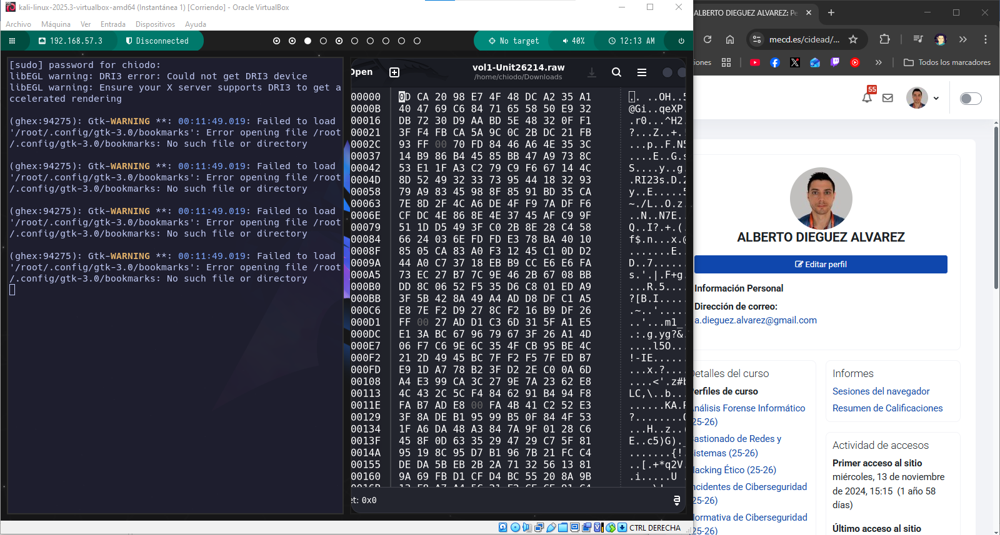 kali-linux-2025.3-virtualbox-amd64 (Instantánea 1) [Corriendo] - Oracle VirtualBox
Archivo Máquina Ver Entrada Dispositivos Ayuda
192.168.57.3 Disconnected No target 40% 12:13 AM
[sudo] password for chiodo:
libEGL warning: DRI3 error: Could not get DRI3 device
libEGL warning: Ensure your X server supports DRI3 to get a
ccelerated rendering
(ghex:94275): Gtk-WARNING **: 00:11:49.019: Failed to load
'/root/.config/gtk-3.0/bookmarks': Error opening file /root
/.config/gtk-3.0/bookmarks: No such file or directory
(ghex:94275): Gtk-WARNING **: 00:11:49.019: Failed to load
'/root/.config/gtk-3.0/bookmarks': Error opening file /root
/.config/gtk-3.0/bookmarks: No such file or directory
(ghex:94275): Gtk-WARNING **: 00:11:49.019: Failed to load
'/root/.config/gtk-3.0/bookmarks': Error opening file /root
/.config/gtk-3.0/bookmarks: No such file or directory
(ghex:94275): Gtk-WARNING **: 00:11:49.019: Failed to load
'/root/.config/gtk-3.0/bookmarks': Error opening file /root
/.config/gtk-3.0/bookmarks: No such file or directory
Open
vol1-Unit26214.raw
/home/chiodo/Downloads
00000 0D CA 20 98 E7 4F 48 DC A2 35 A1 .. ..OH..5
0000B 40 47 69 C6 84 71 65 58 50 E9 32 @Gi..qeXP.
00016 DB 72 30 D9 AA BD 5E 48 32 0F F1 .r0...^H2.
00021 3F F4 FB CA 5A 9C 0C 2B DC 21 FB ?...Z..+.
0002C 93 FF 00 70 FD 84 46 A6 4E 35 3C ...p..F.N5
00037 14 B9 86 B4 45 85 BB 47 A9 73 8C ....E..G.s
00042 53 E1 1F A3 C2 79 C9 F6 67 14 4C S....y..g.
0004D 8D 52 49 32 33 73 95 44 18 32 93 .RI23s.D.2
00058 79 A9 83 45 98 8F 85 91 BD 35 CA y..E.....5
00063 7E 8D 2F 4C A6 DE 4F F9 7A DF F6 ~./L..O.z.
0006E CF DC 4E 86 8E 4E 37 45 AF C9 9F ..N..N7E..
00079 51 1D D5 49 3F C0 2B 8E 28 C4 58 Q..I?.+.(.
00084 66 24 03 6E FD FD E3 78 BA 40 10 f$.n...x.@
0008F 85 05 CA 83 A0 F3 12 45 C1 0D D2 .......E..
0009A 44 A0 C7 37 18 EB B9 CC E6 E6 FA D..7......
000A5 73 EC 27 B7 7C 9E 46 2B 67 08 BB s.'.|.F+g.
000B0 DD 8C 06 52 F5 35 D6 C8 01 ED A9 ...R.5....
000BB 3F 5B 42 8A 49 A4 AD D8 DF C1 A5 ?[B.I.....
000C6 E8 7E F2 D9 27 8C F2 16 B9 DF 26 .~..'.....
000D1 FF 00 27 AD D1 C3 6D 31 5F A1 E5 ..'...m1_.
000DC E1 3A BC 67 96 79 67 3F 26 A1 4D .:.g.yg?&.
000E7 06 F7 C6 9E 6C 35 4F CB 95 BE 4C ....l5O...
000F2 21 2D 49 45 BC 7F F2 F5 7F ED B7 !-IE......
000FD E9 1D A7 78 B2 3F D2 2E C0 0A 6D ...x.?....
00108 A4 E3 99 CA 3C 27 9E 7A 23 62 E8 ....<'.z#b
00113 4C 43 2C 5C F4 84 62 91 B4 94 F8 LC,\..b...
0011E FA B7 AD E8 00 FA 4B 41 C2 52 E3 ......KA.R
00129 3F 8A DE B1 95 99 B5 0F 84 4F 53 ?........O
00134 1F A6 DA 48 A3 84 7A 9F 01 28 C6 ...H..z..(
0013F 45 8F 0D 63 35 29 47 29 C7 5F 81 E..c5)G)._
0014A 95 19 8C 95 D7 B1 96 7B 21 FC C4 .......{!.
00155 DE DA 5B EB 2B 2A 71 32 56 13 81 ..[.+*q2V.
00160 9A 69 FB D1 CF D4 BC 55 20 8A 9B .i.....U .
et: 0x0
CTRL DERECHA
ALBERTO DIEGUEZ ALVAREZ: Pe
mecd.es/cidead/...
iones Todos los marcadores
55
ALBERTO DIEGUEZ ALVAREZ
Editar perfil
Información Personal
Dirección de correo:
a.dieguez.alvarez@gmail.com
Detalles del curso
Perfiles de curso
Análisis Forense Informático
(25-26)
Bastionado de Redes y
Sistemas (25-26)
Hacking Ético (25-26)
Incidentes de Ciberseguridad
(25-26)
Normativa de Ciberseguridad
(25-26)
Informes
Sesiones del navegador
Resumen de Calificaciones
Actividad de accesos
Primer acceso al sitio
miércoles, 13 de noviembre
de 2024, 15:15 (1 año 58
días)
Último acceso al sitio